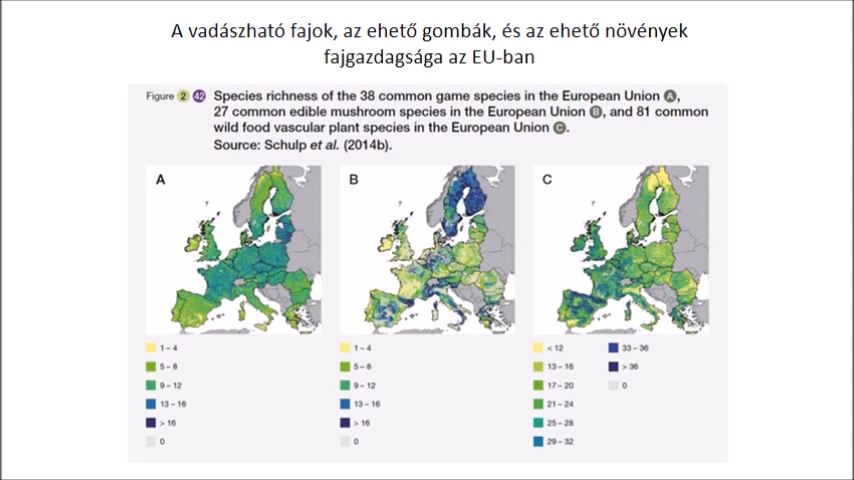 A vadászható fajok, az ehető gombák, és az ehető növények
fajgazdagsága az EU-ban
Figure 2 42 Species richness of the 38 common game species in the European Union A,
27 common edible mushroom species in the European Union B, and 81 common
wild food vascular plant species in the European Union C.
Source: Schulp et al. (2014b).
A
B
C
1 – 4
5 – 8
9 – 12
13 – 16
> 16
0
1 – 4
5 – 8
9 – 12
13 – 16
> 16
0
< 12
13 – 16
17 – 20
21 – 24
25 – 28
29 – 32
33 – 36
> 36
0